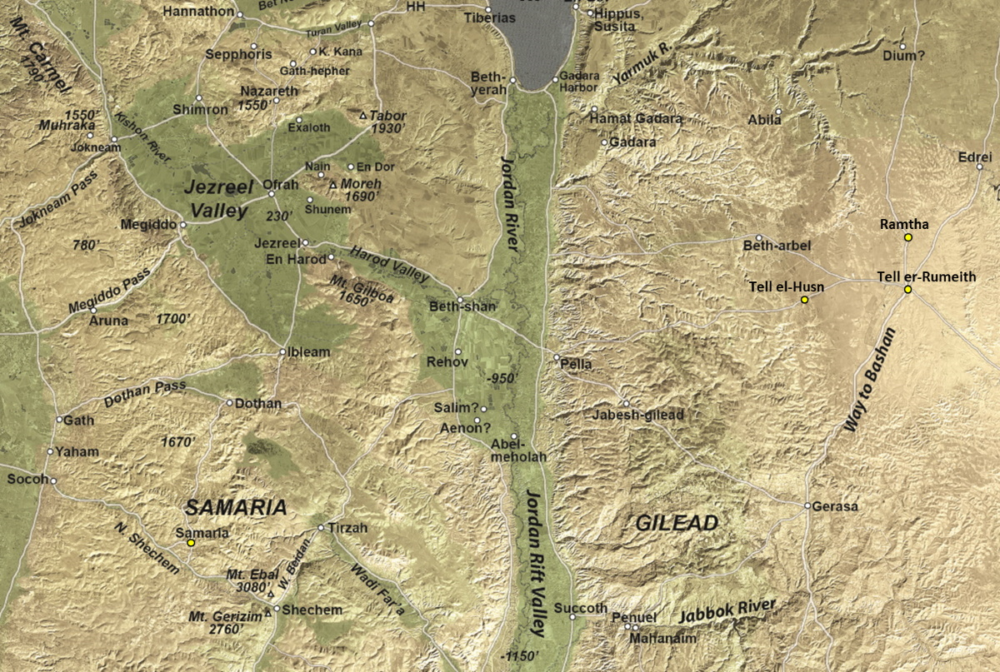 Hannathon
HH
Tiberias
Hippus,
Susita
Turan Valley
Sepphoris
K. Kana
Gath-hepher
Dium?
Mt. Carmel
1790'
Yarmuk R.
Beth-
yerah
Gadara
Harbor
Nazareth
1550'
Shimron
1550'
Muhraka
Jokneam
Kishon River
Exaloth
Tabor
1930'
Hamat Gadara
Abila
Gadara
Edrei
Nain
En Dor
Moreh
1690'
Jezreel
Valley
Ofrah
230'
Shunem
Jordan River
Jokneam Pass
Megiddo
780'
Jezreel
En Harod
Harod Valley
Ramtha
Beth-arbel
Tell er-Rumeith
Tell el-Husn
Mt. Gilboa
1650'
Megiddo Pass
Aruna
1700'
Beth-shan
Ibleam
Rehov
-950'
Pella
Way to Bashan
Dothan Pass
Dothan
Gath
Salim?
Aenon?
Jabesh-gilead
1670'
Yaham
Abel-
meholah
Socoh
SAMARIA
Samaria
N. Shechem
Tirzah
GILEAD
Gerasa
Mt. Ebal
3080'
W. Beidan
Wadi Far'a
Jordan Rift Valley
Mt. Gerizim
2760'
Shechem
Succoth
Penuel
Mahanaim
Jabbok River
-1150'